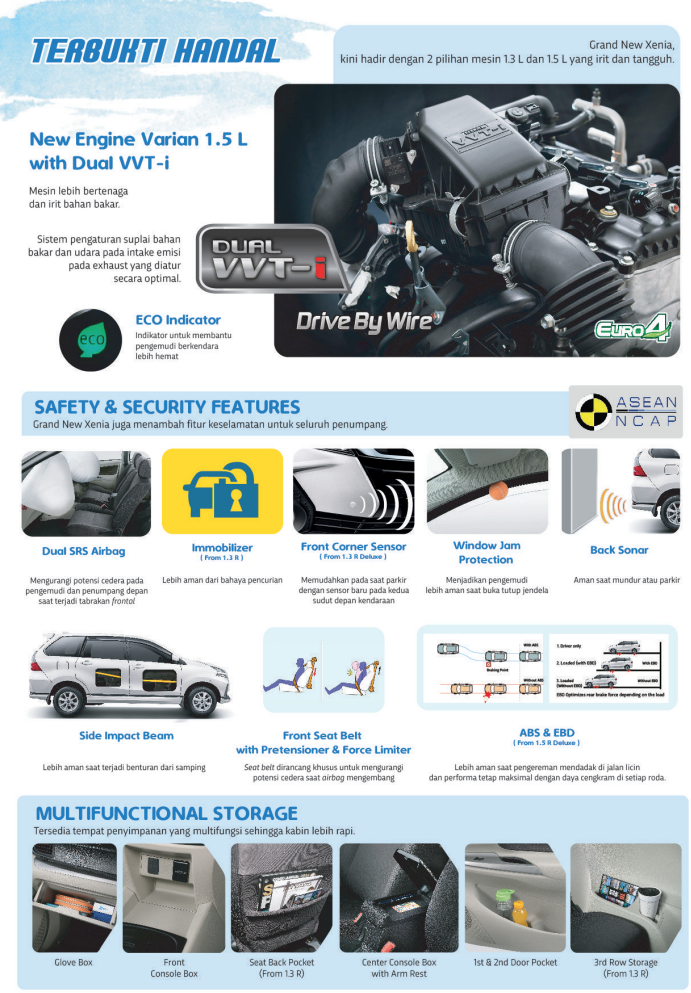 TERBUKTI HANDAL
Grand New Xenia,
kini hadir dengan 2 pilihan mesin 1.3 L dan 1.5 L yang irit dan tangguh.
New Engine Varian 1.5 L
with Dual VVT-i
Mesin lebih bertenaga
dan irit bahan bakar.
Sistem pengaturan suplai bahan
bakar dan udara pada intake emisi
pada exhaust yang diatur
secara optimal.
DUAL
VVT-i
VVT-i
Drive By Wire
EURO 4
eco
ECO Indicator
Indikator untuk membantu
pengemudi berkendara
lebih hemat
SAFETY & SECURITY FEATURES
Grand New Xenia juga menambah fitur keselamatan untuk seluruh penumpang.
ASEAN
NCAP
Dual SRS Airbag
Mengurangi potensi cedera pada
pengemudi dan penumpang depan
saat terjadi tabrakan frontal
Immobilizer
( From 1.3 R )
Lebih aman dari bahaya pencurian
Front Corner Sensor
( From 1.3 R Deluxe )
Memudahkan pada saat parkir
dengan sensor baru pada kedua
sudut depan kendaraan
Window Jam
Protection
Menjadikan pengemudi
lebih aman saat buka tutup jendela
Back Sonar
Aman saat mundur atau parkir
Side Impact Beam
Lebih aman saat terjadi benturan dari samping
Front Seat Belt
with Pretensioner & Force Limiter
Seat belt dirancang khusus untuk mengurangi
potensi cedera saat airbag mengembang
With ABS
Braking Point
Without ABS
1. Driver only
2. Loaded (with EBD)
With EBD
3. Loaded
(Without EBD)
Without EBD
EBD Optimizes rear brake force depending on the load
ABS & EBD
( From 1.5 R Deluxe )
Lebih aman saat pengereman mendadak di jalan licin
dan performa tetap maksimal dengan daya cengkram di setiap roda.
MULTIFUNCTIONAL STORAGE
Tersedia tempat penyimpanan yang multifungsi sehingga kabin lebih rapi.
Glove Box
Front
Console Box
Seat Back Pocket
(From 1.3 R)
Center Console Box
with Arm Rest
1st & 2nd Door Pocket
3rd Row Storage
(From 1.3 R)